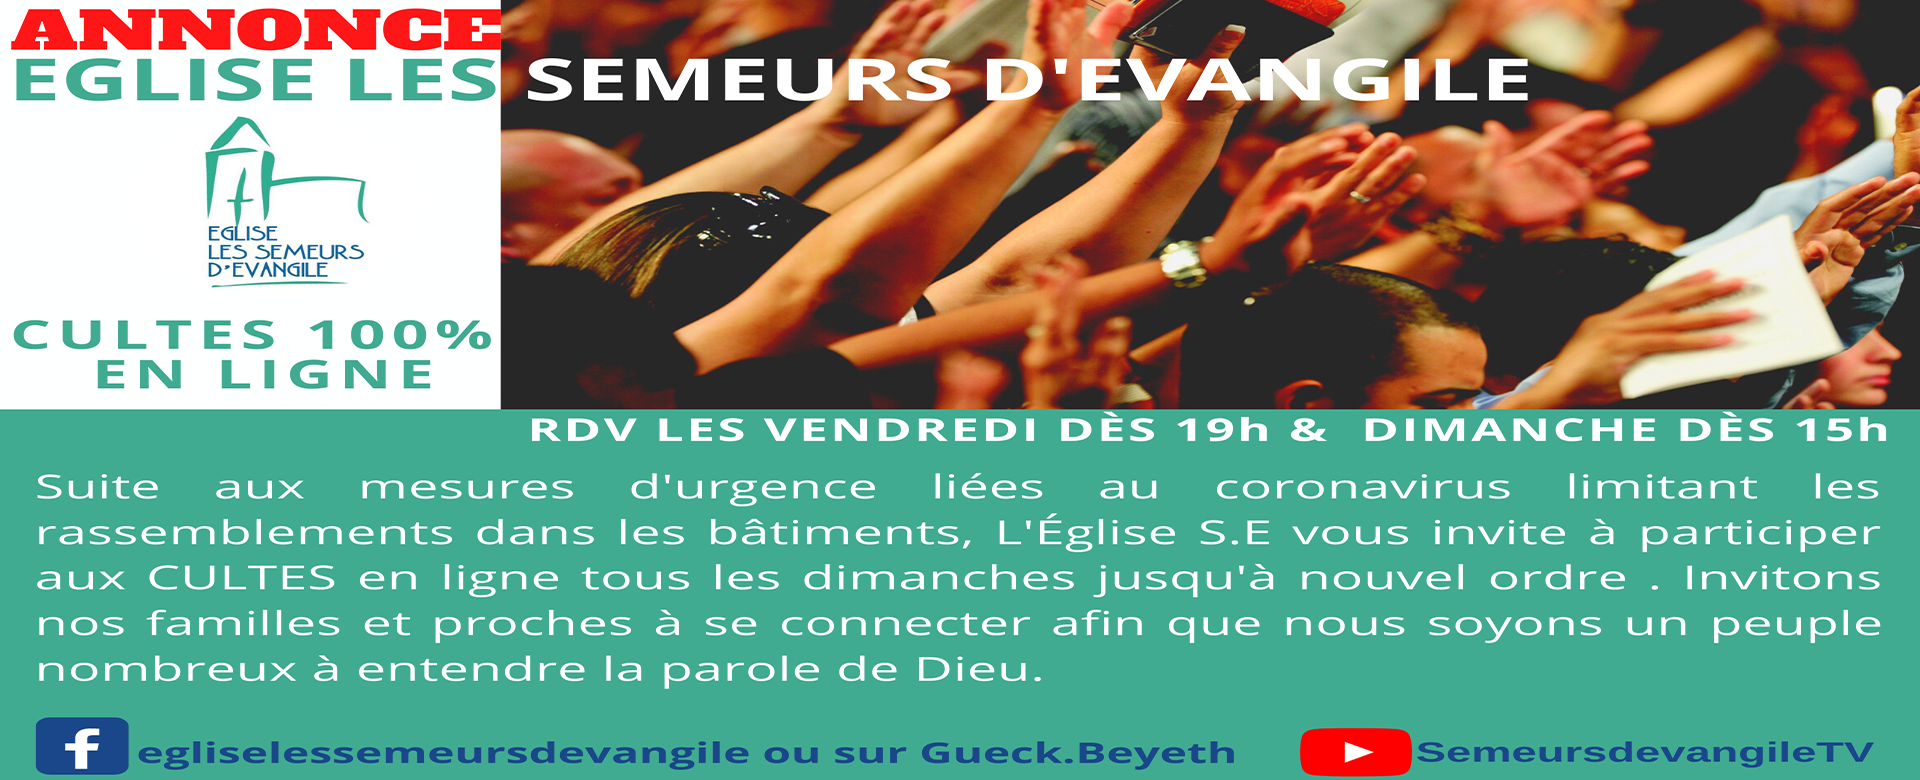 ANNONCE
EGLISE LES SEMEURS D'EVANGILE
EGLISE
LES SEMEURS
D'EVANGILE
CULTES 100%
EN LIGNE
RDV LES VENDREDI DÈS 19h & DIMANCHE DÈS 15h
Suite aux mesures d'urgence liées au coronavirus limitant les
rassemblements dans les bâtiments, L'Église S.E vous invite à participer
aux CULTES en ligne tous les dimanches jusqu'à nouvel ordre . Invitons
nos familles et proches à se connecter afin que nous soyons un peuple
nombreux à entendre la parole de Dieu.
f egliselessemeursdevangile ou sur Gueck.Beyeth SemeursdevangileTV